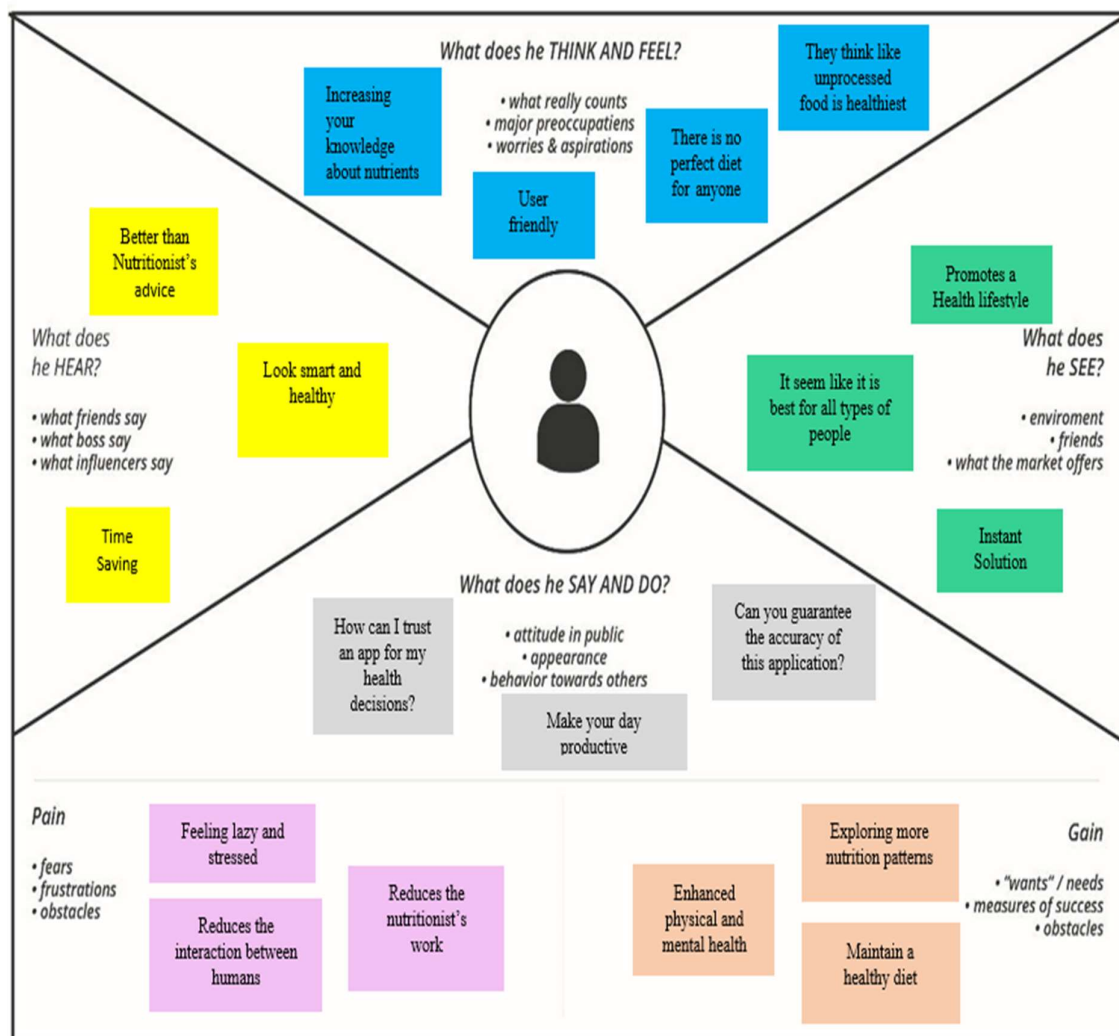 What does he THINK AND FEEL?
• what really counts
• major preoccupatiens
• worries & aspirations
Increasing
your
knowledge
about nutrients
User
friendly
There is no
perfect diet
for anyone
They think like
unprocessed
food is healthiest
Better than
Nutritionist's
advice
What does
he HEAR?
• what friends say
• what boss say
• what influencers say
Look smart and
healthy
Time
Saving
Promotes a
Health lifestyle
What does
he SEE?
• enviroment
• friends
• what the market offers
It seem like it is
best for all types of
people
Instant
Solution
What does he SAY AND DO?
• attitude in public
• appearance
• behavior towards others
How can I trust
an app for my
health
decisions?
Make your day
productive
Can you guarantee
the accuracy of
this application?
Pain
• fears
• frustrations
• obstacles
Feeling lazy and
stressed
Reduces the
interaction between
humans
Reduces the
nutritionist's
work
Enhanced
physical and
mental health
Exploring more
nutrition patterns
Maintain a
healthy diet
Gain
• "wants" / needs
• measures of success
• obstacles